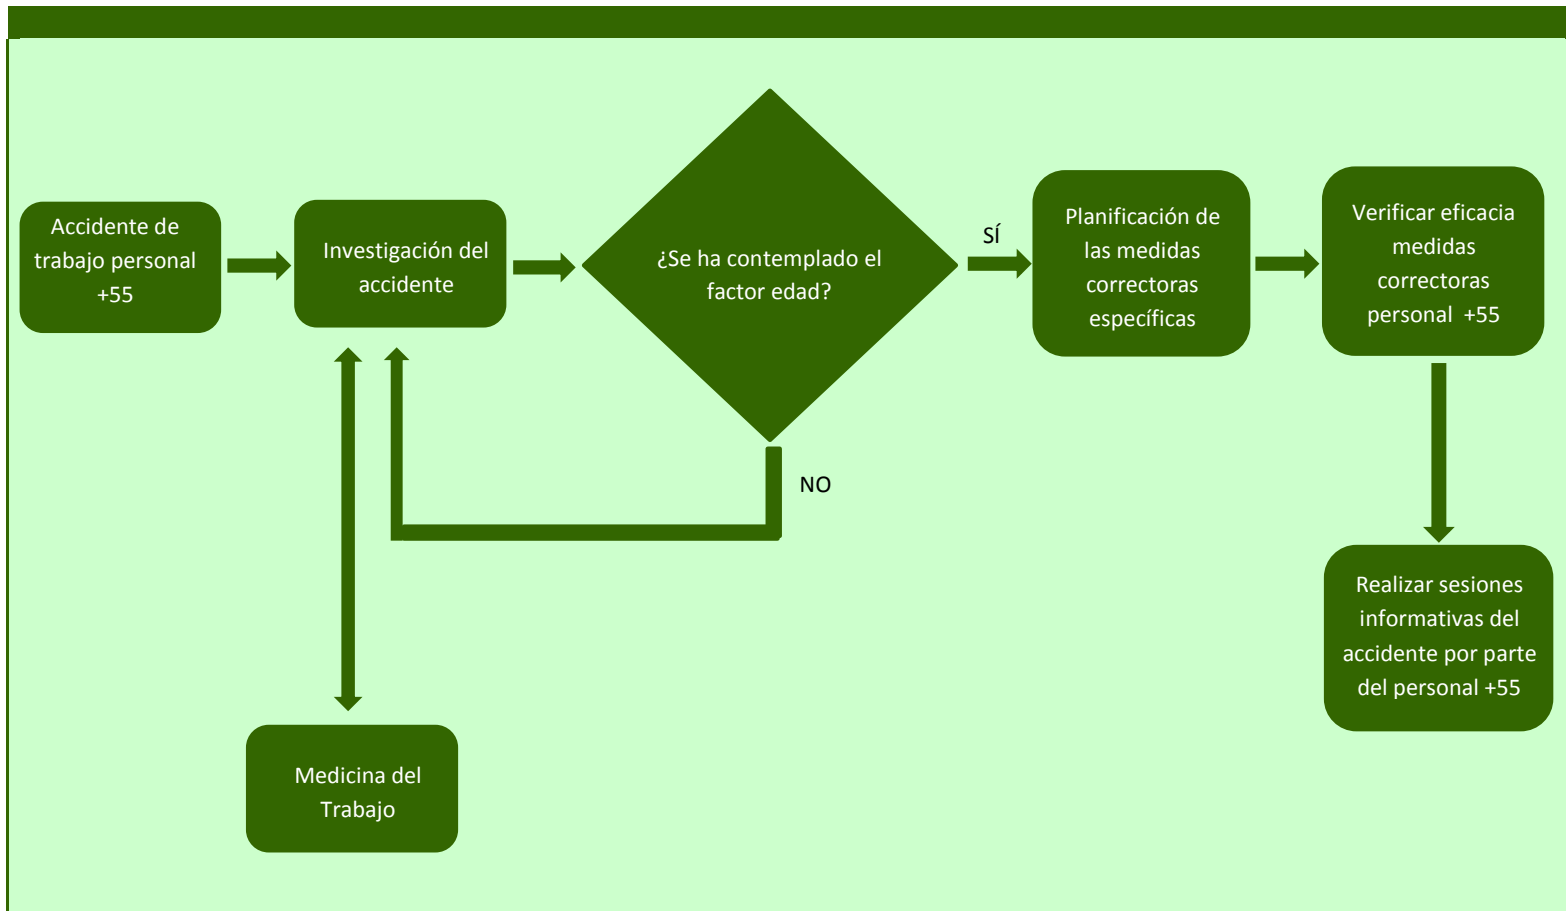 Accidente de
trabajo personal
+55
Investigación del
accidente
¿Se ha contemplado el
factor edad?
SÍ
NO
Planificación de
las medidas
correctoras
específicas
Verificar eficacia
medidas
correctoras
personal +55
Realizar sesiones
informativas del
accidente por parte
del personal +55
Medicina del
Trabajo